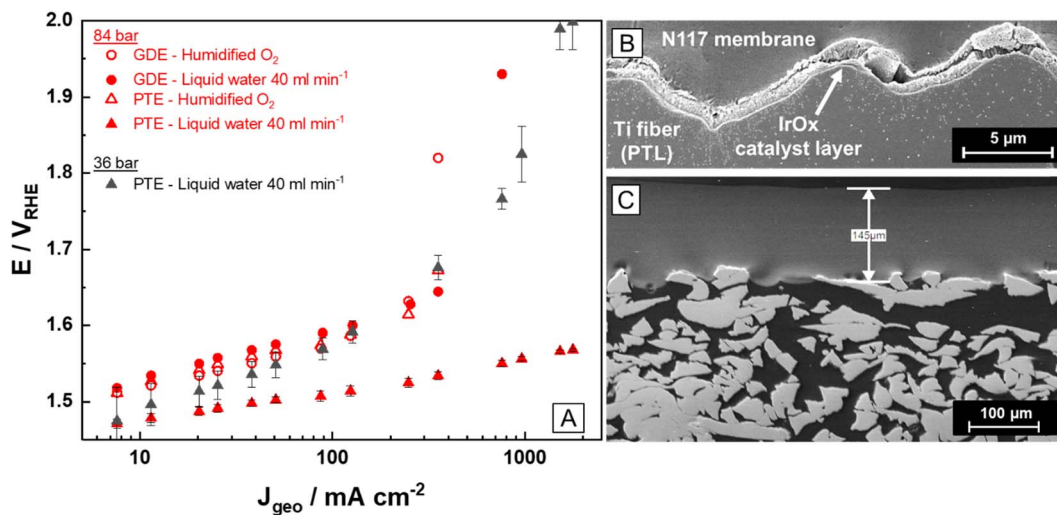 2.0
1.9
1.8
1.7
1.6
1.5
E / V_RHE
84 bar
GDE - Humidified O₂
GDE - Liquid water 40 ml min⁻¹
PTE - Humidified O₂
PTE - Liquid water 40 ml min⁻¹
36 bar
PTE - Liquid water 40 ml min⁻¹
A
10
100
1000
J_geo / mA cm⁻²
B
N117 membrane
Ti fiber
(PTL)
IrOx
catalyst layer
5 µm
C
145µm
100 µm